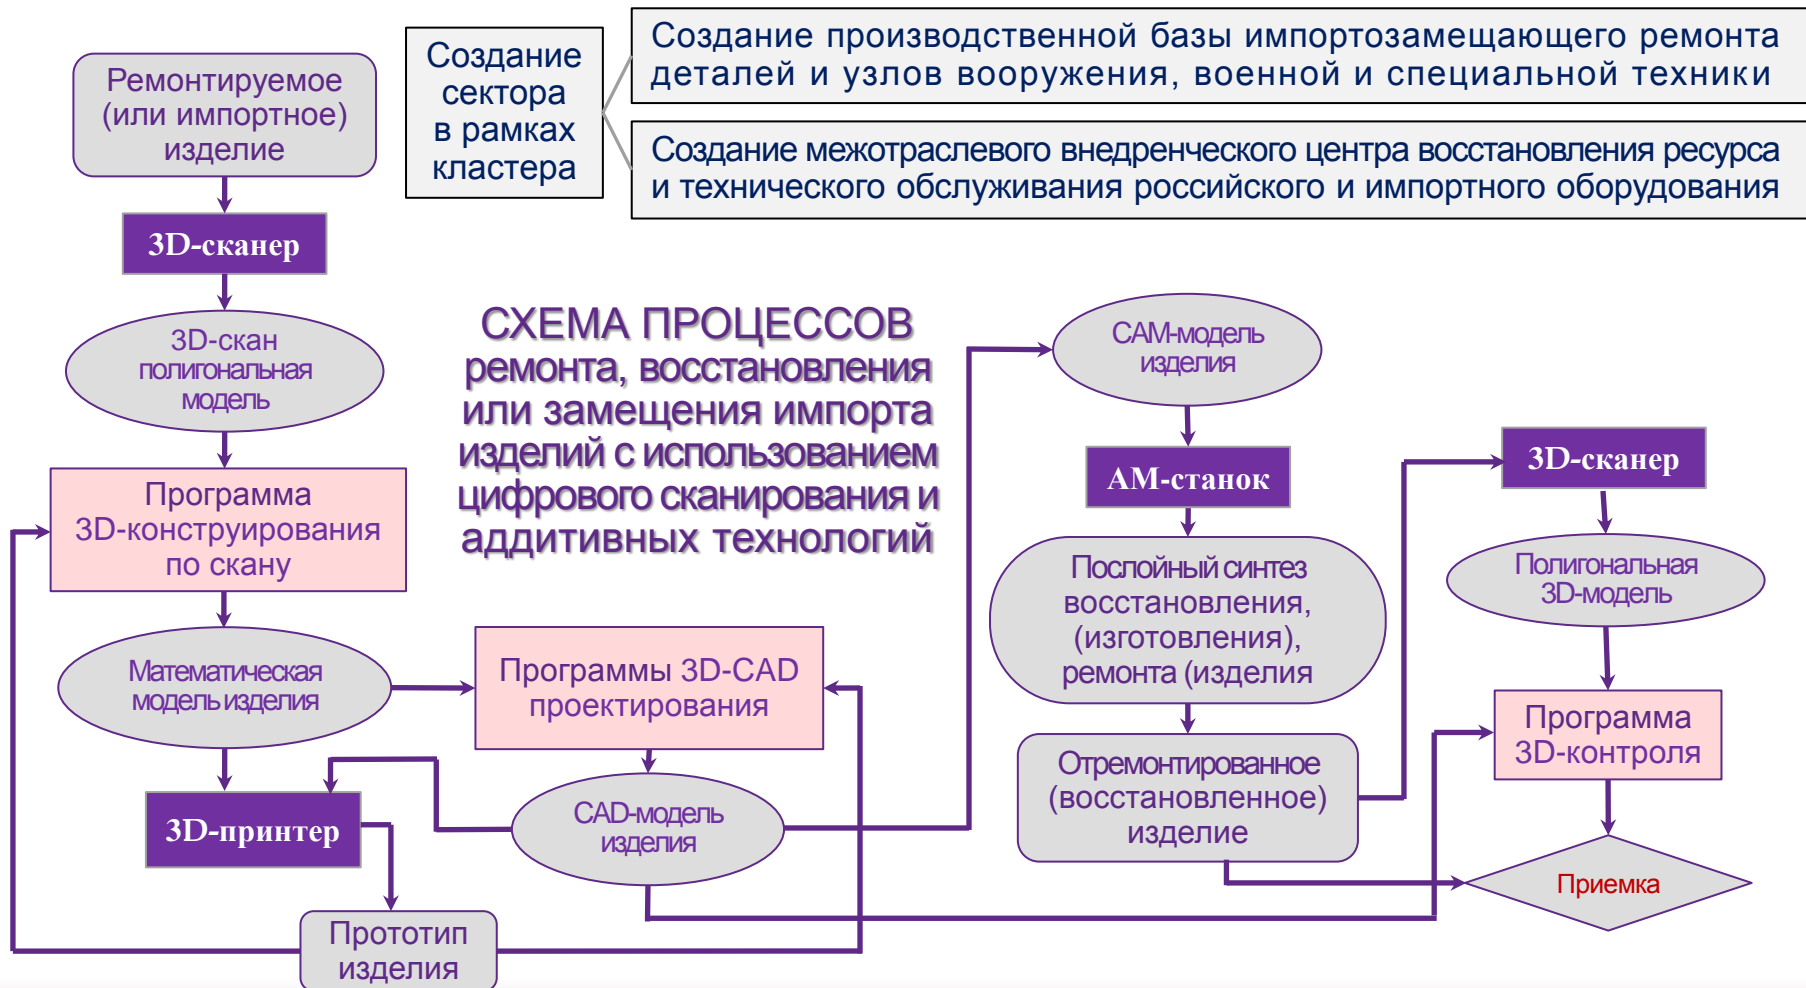 Создание
сектора
в рамках
кластера
Создание производственной базы импортозамещающего ремонта
деталей и узлов вооружения, военной и специальной техники
Создание межотраслевого внедренческого центра восстановления ресурса
и технического обслуживания российского и импортного оборудования
Ремонтируемое
(или импортное)
изделие
3D-сканер
3D-скан
полигональная
модель
Программа
3D-конструирования
по скану
Математическая
модель изделия
3D-принтер
Прототип
изделия
СХЕМА ПРОЦЕССОВ
ремонта, восстановления
или замещения импорта
изделий с использованием
цифрового сканирования и
аддитивных технологий
Программы 3D-CAD
проектирования
CAD-модель
изделия
CAM-модель
изделия
АМ-станок
Послойный синтез
восстановления,
(изготовления),
ремонта (изделия
Отремонтированное
(восстановленное)
изделие
3D-сканер
Полигональная
3D-модель
Программа
3D-контроля
Приемка